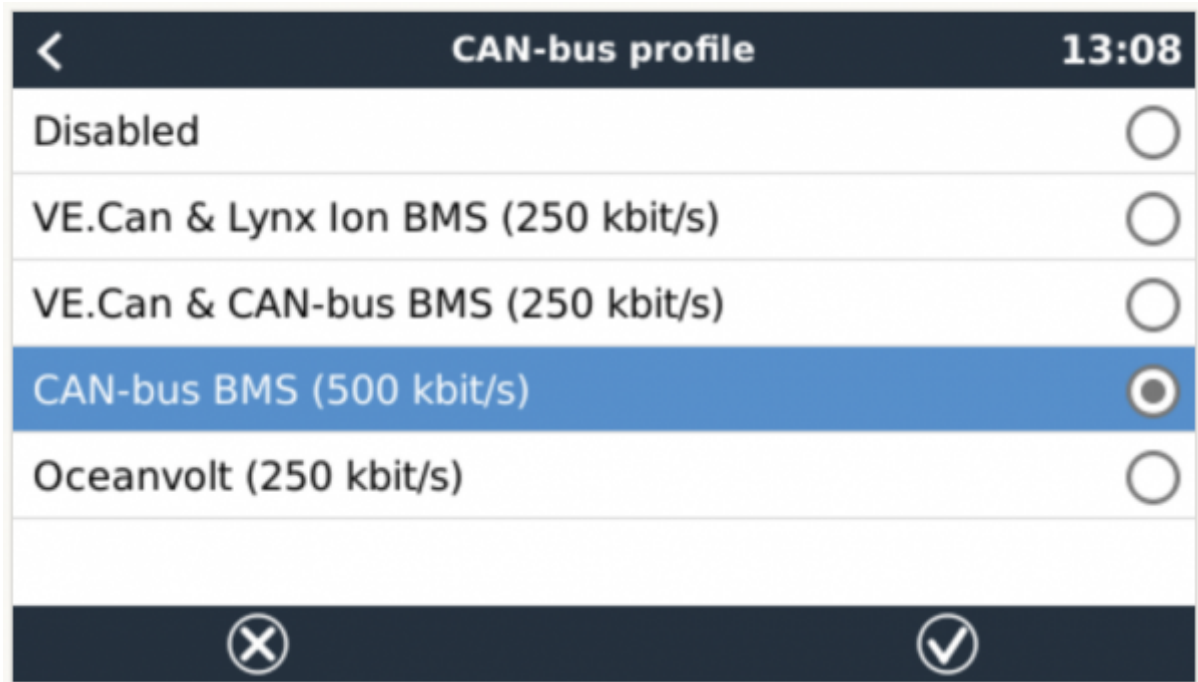 CAN-bus profile 13:08
Disabled
VE.Can & Lynx Ion BMS (250 kbit/s)
VE.Can & CAN-bus BMS (250 kbit/s)
CAN-bus BMS (500 kbit/s)
Oceanvolt (250 kbit/s)